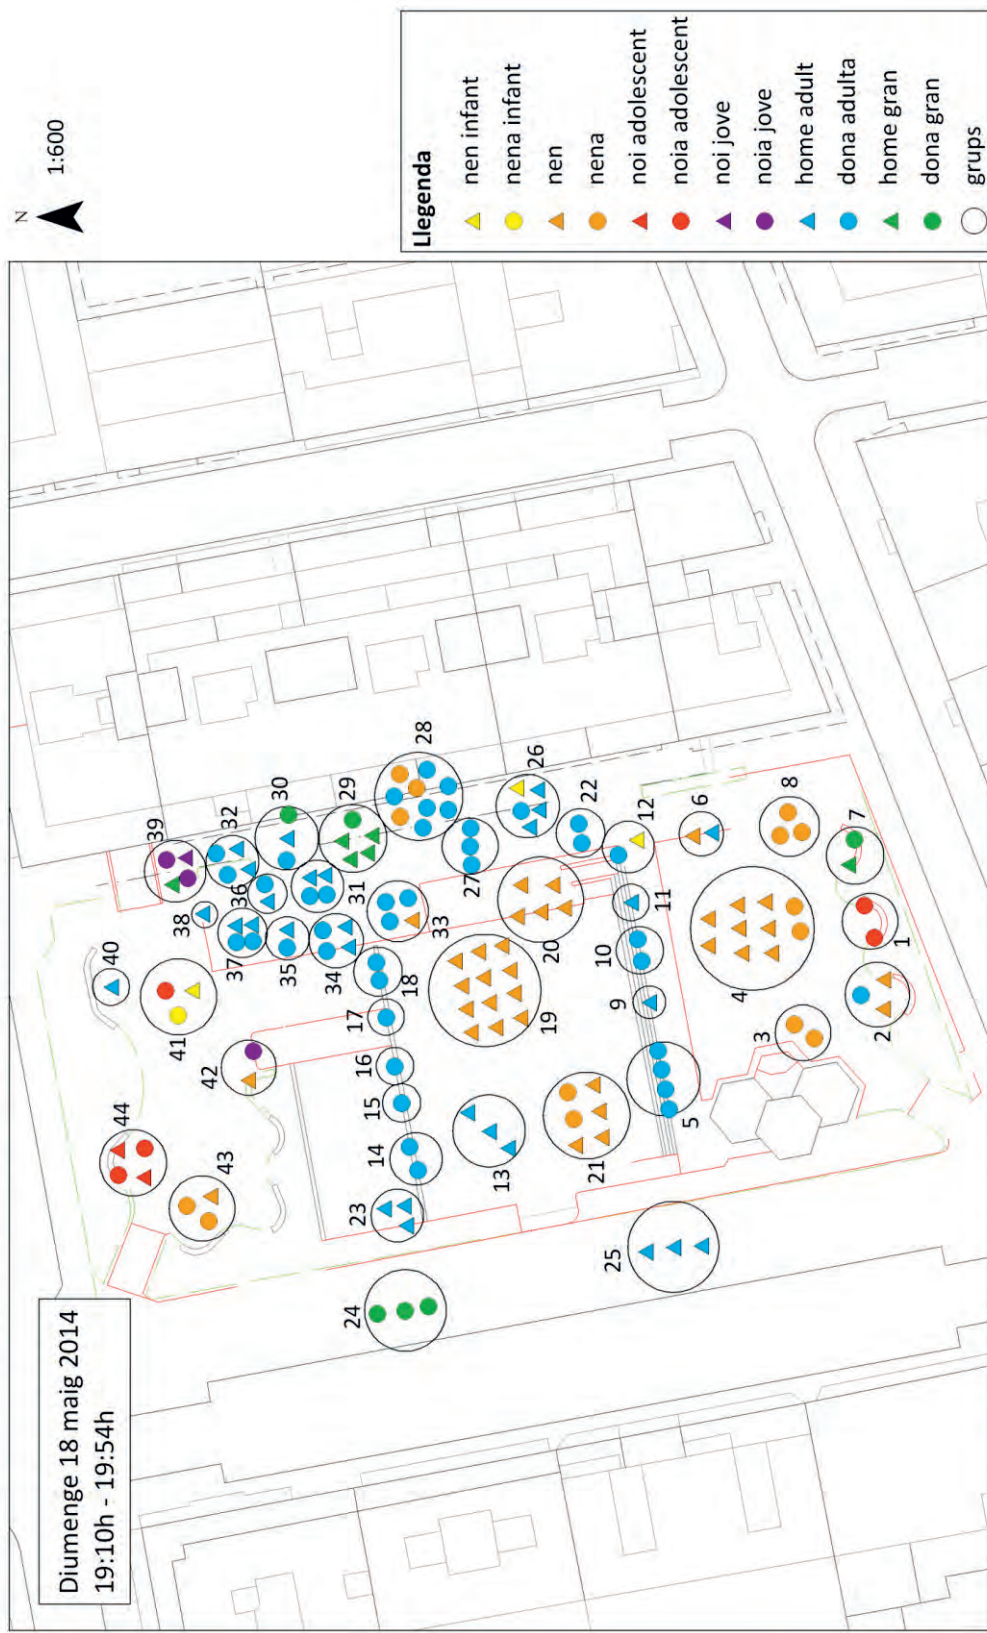 Diumenge 18 maig 2014
19:10h - 19:54h
N
1:600
Llegenda
nen infant
nena infant
nen
nena
noi adolescent
noia adolescent
noi jove
noia jove
home adult
dona adulta
home gran
dona gran
grups
44
43
42
41
40
39
38
37
36
32
30
29
28
35
34
31
33
27
26
22
12
6
8
7
1
2
3
4
5
9
10
11
20
19
18
17
16
15
14
13
21
23
24
25